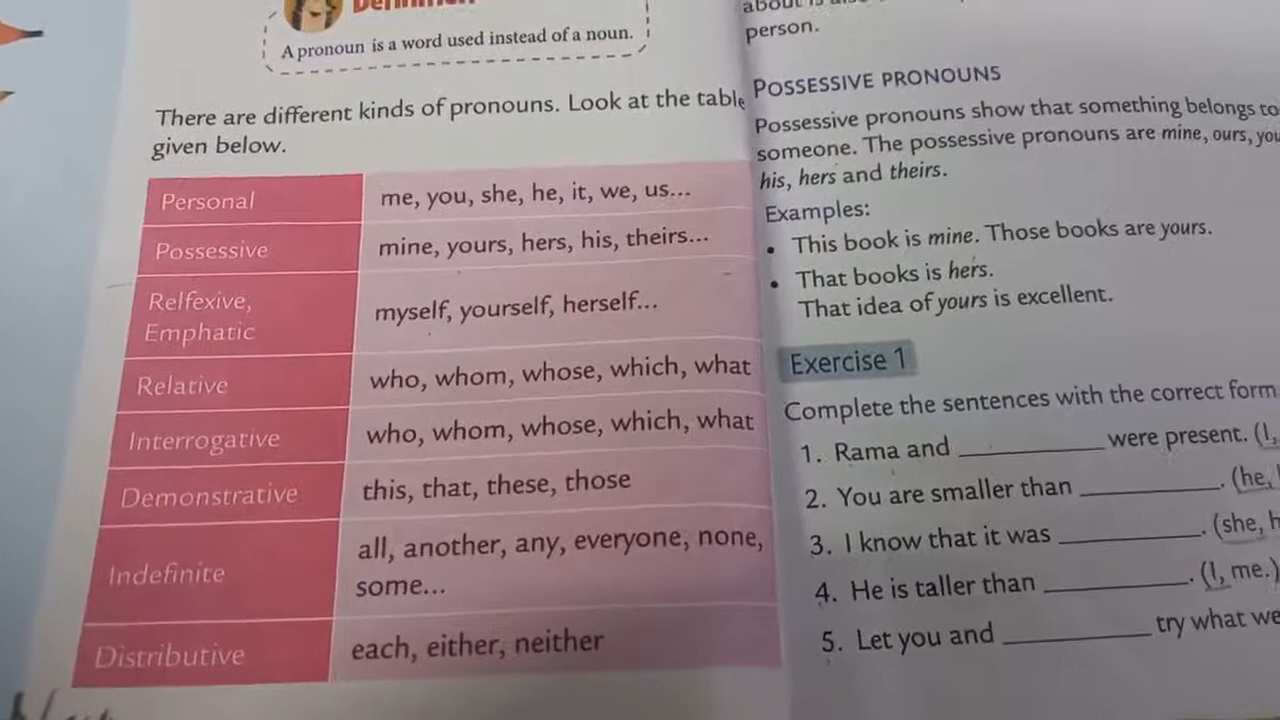 A pronoun is a word used instead of a noun.
There are different kinds of pronouns. Look at the table
given below.
Personal
me, you, she, he, it, we, us...
Possessive
mine, yours, hers, his, theirs...
Relfexive,
Emphatic
myself, yourself, herself...
Relative
who, whom, whose, which, what
Interrogative
who, whom, whose, which, what
Demonstrative
this, that, these, those
Indefinite
all, another, any, everyone, none,
some...
Distributive
each, either, neither
person.
POSSESSIVE PRONOUNS
Possessive pronouns show that something belongs to
someone. The possessive pronouns are mine, ours,
his, hers and theirs.
Examples:
• This book is mine. Those books are yours.
• That books is hers.
That idea of yours is excellent.
Exercise 1
Complete the sentences with the correct form
1. Rama and __________ were present. (I,
2. You are smaller than __________. (he,
3. I know that it was __________. (she,
4. He is taller than __________. (I, me.)
5. Let you and __________ try what we